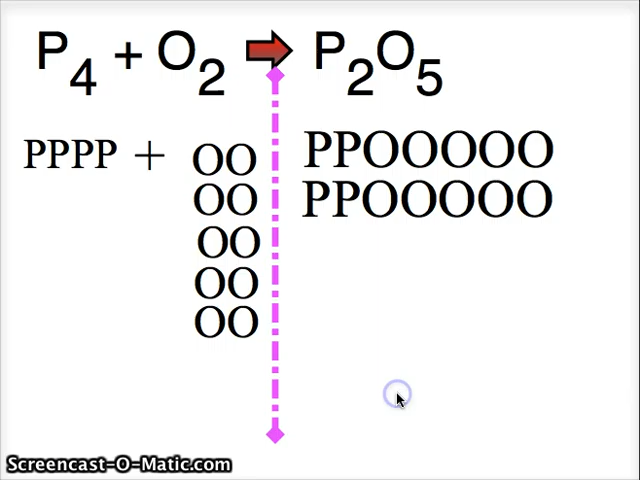 P4 + O2 → P2O5
PPPP + OO PPOOOOO
OO PPOOOOO
OO
OO
OO
Screencast-O-Matic.com